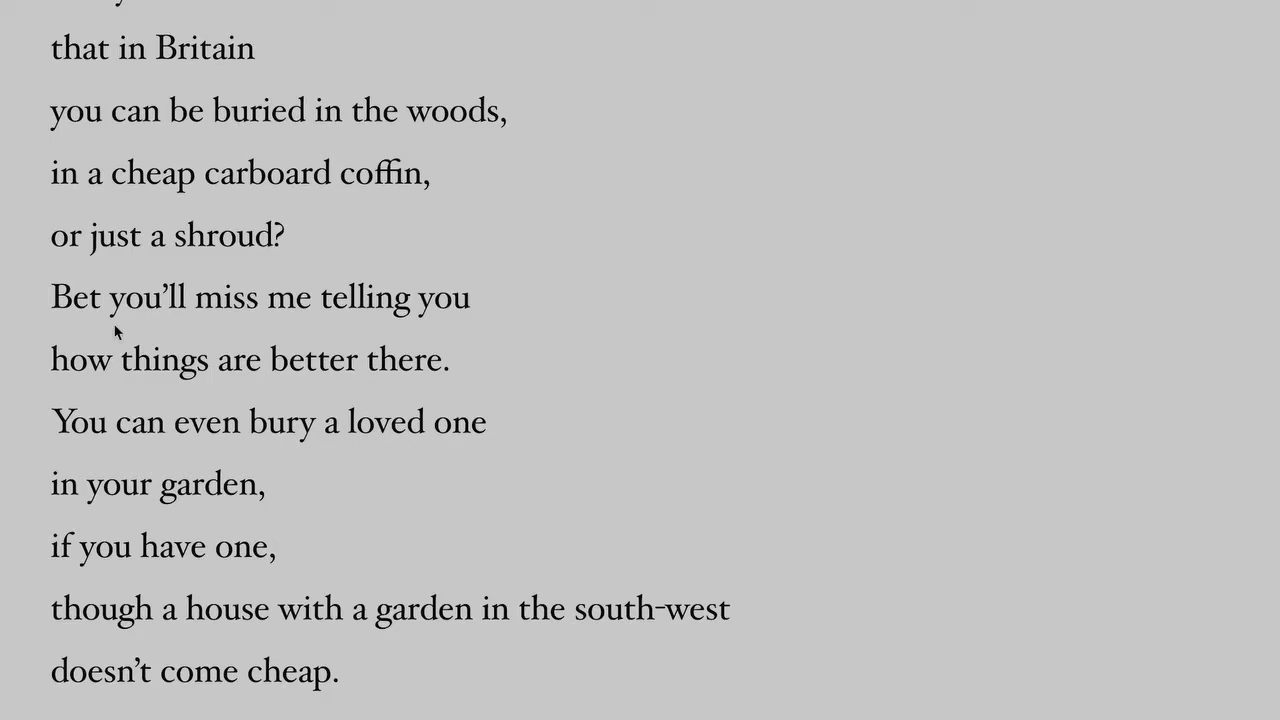 that in Britain
you can be buried in the woods,
in a cheap carboard coffin,
or just a shroud?
Bet you’ll miss me telling you
how things are better there.
You can even bury a loved one
in your garden,
if you have one,
though a house with a garden in the south-west
doesn’t come cheap.